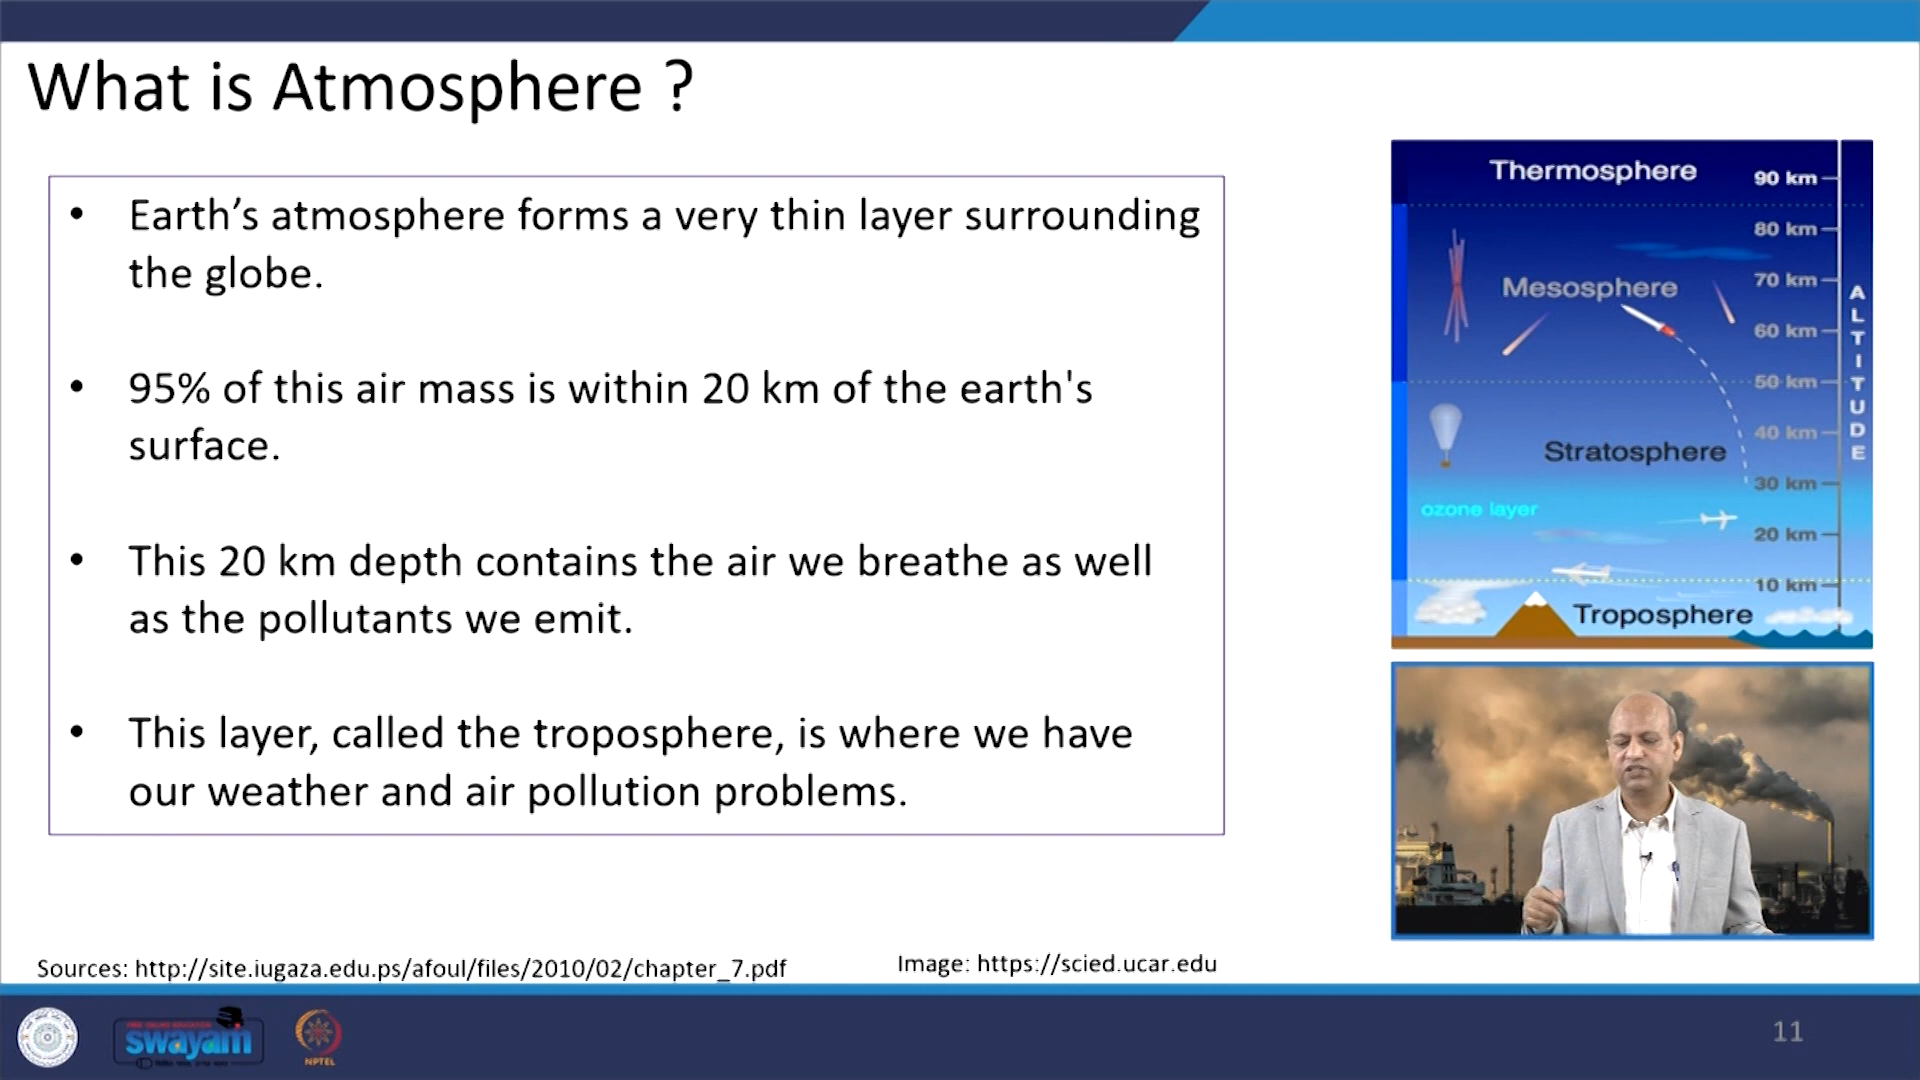 What is Atmosphere ?
• Earth’s atmosphere forms a very thin layer surrounding
the globe.
• 95% of this air mass is within 20 km of the earth's
surface.
• This 20 km depth contains the air we breathe as well
as the pollutants we emit.
• This layer, called the troposphere, is where we have
our weather and air pollution problems.
Thermosphere
90 km
80 km
Mesosphere
70 km
60 km
50 km
40 km
Stratosphere
30 km
ozone layer
20 km
10 km
Troposphere
ALTITUDE
Sources: http://site.iugaza.edu.ps/afoul/files/2010/02/chapter_7.pdf
Image: https://scied.ucar.edu
swayam
NPTEL
11